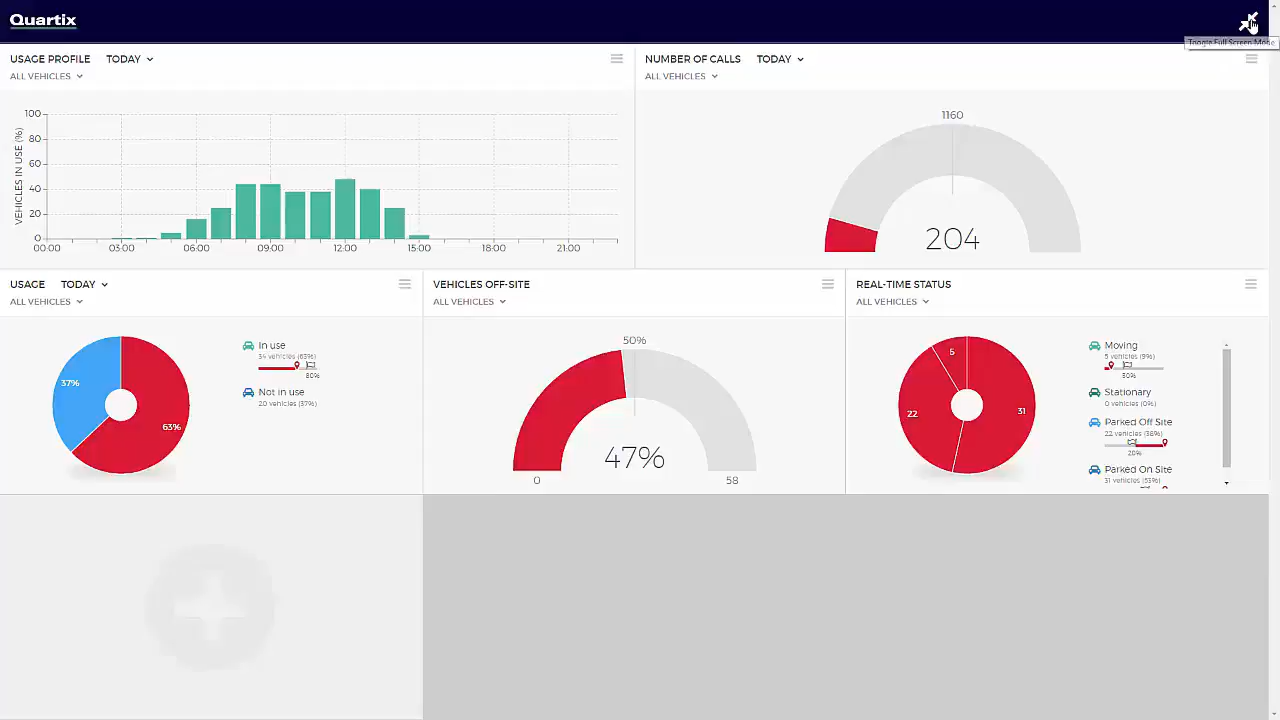 Quartix
Toggle Full Screen Mode
USAGE PROFILE TODAY
ALL VEHICLES
NUMBER OF CALLS TODAY
ALL VEHICLES
VEHICLES IN USE (%)
100
80
60
40
20
0
00:00 03:00 06:00 09:00 12:00 15:00 18:00 21:00
1160
204
USAGE TODAY
ALL VEHICLES
37%
63%
In use
34 vehicles (63%)
80%
Not in use
20 vehicles (37%)
VEHICLES OFF-SITE
ALL VEHICLES
50%
47%
0 58
REAL-TIME STATUS
ALL VEHICLES
5
22
31
Moving
5 vehicles (9%)
50%
Stationary
0 vehicles (0%)
Parked Off Site
22 vehicles (38%)
20%
Parked On Site
31 vehicles (53%)